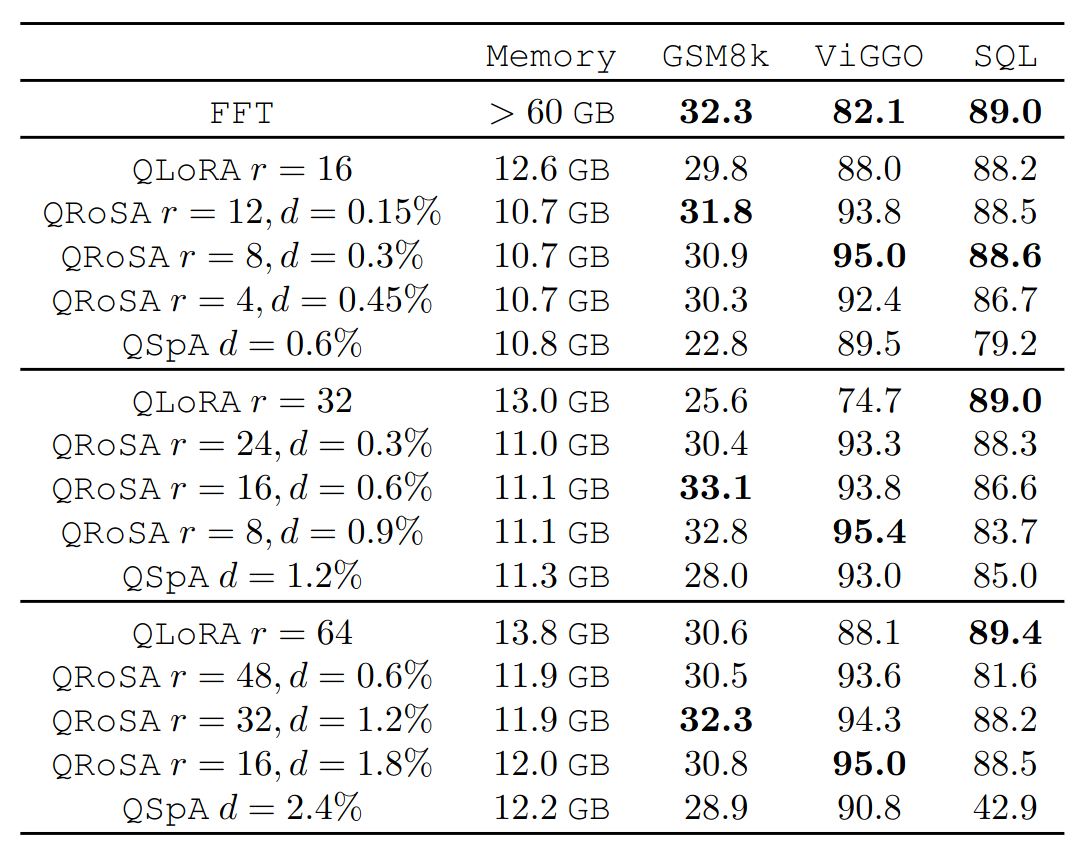 Memory GSM8k ViGGO SQL
FFT > 60 GB 32.3 82.1 89.0
QLoRA r = 16 12.6 GB 29.8 88.0 88.2
QRoSA r = 12, d = 0.15% 10.7 GB 31.8 93.8 88.5
QRoSA r = 8, d = 0.3% 10.7 GB 30.9 95.0 88.6
QRoSA r = 4, d = 0.45% 10.7 GB 30.3 92.4 86.7
QSpA d = 0.6% 10.8 GB 22.8 89.5 79.2
QLoRA r = 32 13.0 GB 25.6 74.7 89.0
QRoSA r = 24, d = 0.3% 11.0 GB 30.4 93.3 88.3
QRoSA r = 16, d = 0.6% 11.1 GB 33.1 93.8 86.6
QRoSA r = 8, d = 0.9% 11.1 GB 32.8 95.4 83.7
QSpA d = 1.2% 11.3 GB 28.0 93.0 85.0
QLoRA r = 64 13.8 GB 30.6 88.1 89.4
QRoSA r = 48, d = 0.6% 11.9 GB 30.5 93.6 81.6
QRoSA r = 32, d = 1.2% 11.9 GB 32.3 94.3 88.2
QRoSA r = 16, d = 1.8% 12.0 GB 30.8 95.0 88.5
QSpA d = 2.4% 12.2 GB 28.9 90.8 42.9